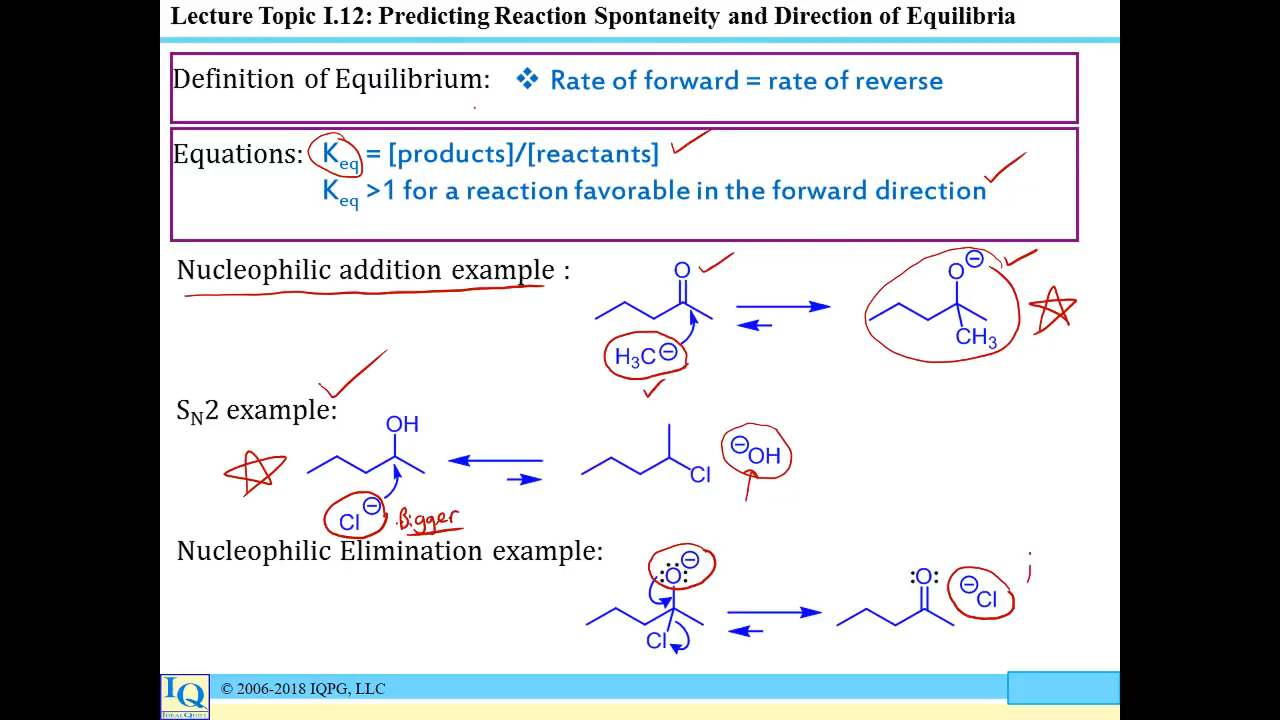 Lecture Topic I.12: Predicting Reaction Spontaneity and Direction of Equilibria
Definition of Equilibrium: ❖ Rate of forward = rate of reverse
Equations: Keq = [products]/[reactants]
Keq >1 for a reaction favorable in the forward direction
Nucleophilic addition example :
O
H3C⊖
O⊖
CH3
SN2 example:
OH
Cl⊖
Bigger
Cl
⊖OH
Nucleophilic Elimination example:
O⊖
Cl
O
⊖Cl
IQ
© 2006-2018 IQPG, LLC